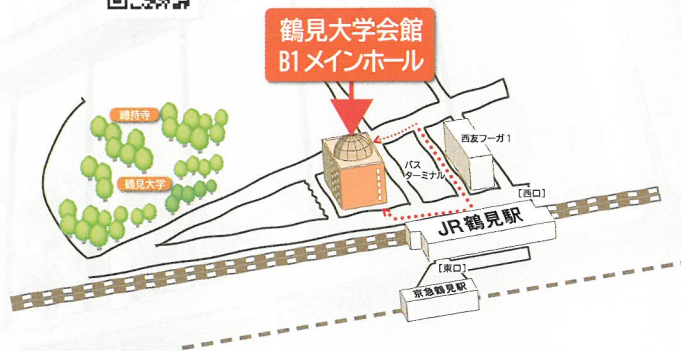 鶴見大学会館
B1メインホール
總持寺
鶴見大学
バス
ターミナル
西友フーガ1
[西口]
JR鶴見駅
[東口]
京急鶴見駅